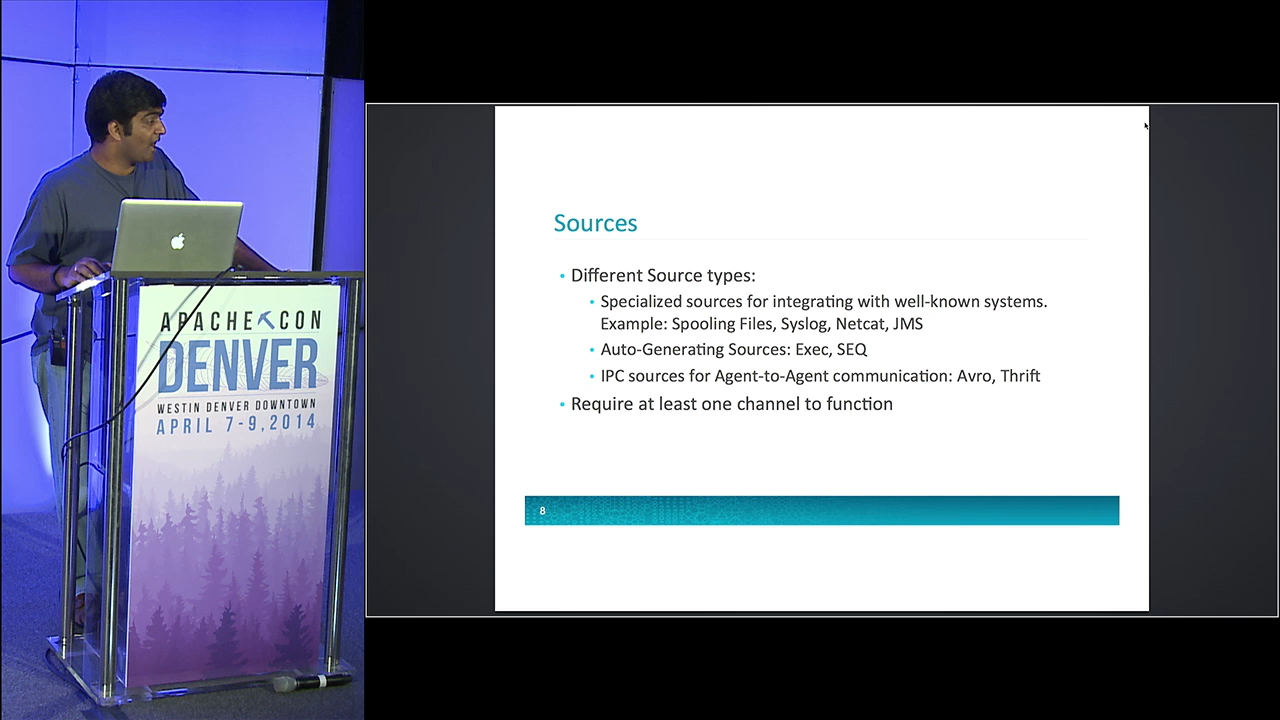 APACHE CON
DENVER
WESTIN DENVER DOWNTOWN
APRIL 7-9, 2014
Sources
• Different Source types:
• Specialized sources for integrating with well-known systems.
Example: Spooling Files, Syslog, Netcat, JMS
• Auto-Generating Sources: Exec, SEQ
• IPC sources for Agent-to-Agent communication: Avro, Thrift
• Require at least one channel to function
8